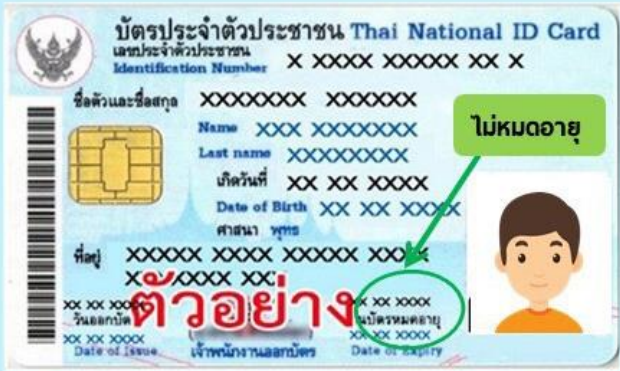 บัตรประจำตัวประชาชน Thai National ID Card
เลขประจำตัวประชาชน
Identification Number X XXXX XXXXX XX X
ชื่อตัวและชื่อสกุล XXXXXXX XXXXXX
Name XXX XXXXXXX
Last name XXXXXXXX
ไม่หมดอายุ
เกิดวันที่ XX XX XXXX
Date of Birth XX XX XXXX
ศาสนา พุทธ
ที่อยู่ XXXXX XXXX XXXXX XXXX
X XXXX XX
ตัวอย่าง
XX XX XXXX
วันออกบัตร
XX XX XXXX
Date of Issue
เจ้าพนักงานออกบัตร
XX XX XXXX
วันบัตรหมดอายุ
XX XX XXXX
Date of Expiry